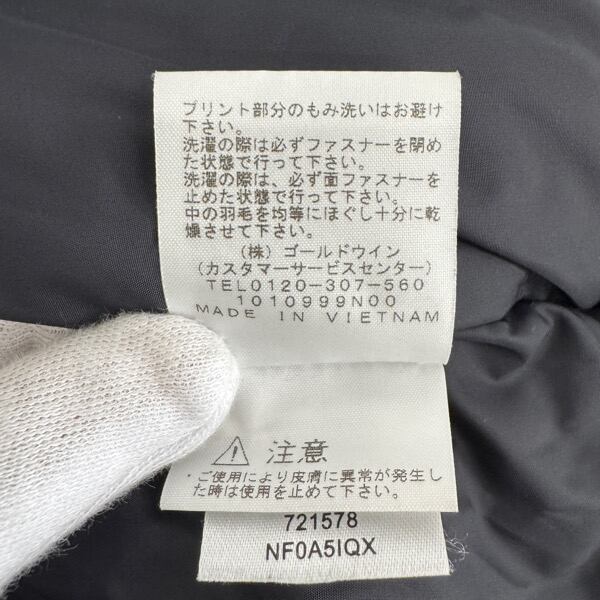 プリント部分のもみ洗いはお避け
下さい。
洗濯の際は必ずファスナーを閉め
た状態で行って下さい。
洗濯の際は、必ず面ファスナーを
止めた状態で行って下さい。
中の羽毛を均等にほぐし十分に乾
燥させて下さい。
(株) ゴールドウイン
(カスタマーサービスセンター)
TEL0120-307-560
1010999N00
MADE IN VIETNAM
注意
・ご使用により皮膚に異常が発生し
た時は使用を止めて下さい。
721578
NF0A5IQX